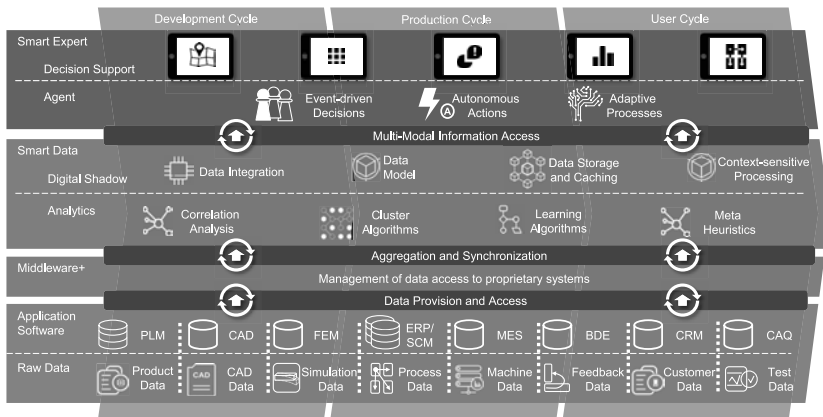 Development Cycle
Production Cycle
User Cycle
Smart Expert
Decision Support
Agent
Event-driven
Decisions
A
Autonomous
Actions
Adaptive
Processes
Multi-Modal Information Access
Smart Data
Digital Shadow
Data Integration
Data
Model
Data Storage
and Caching
Context-sensitive
Processing
Analytics
Correlation
Analysis
Cluster
Algorithms
Learning
Algorithms
Meta
Heuristics
Aggregation and Synchronization
Middleware+
Management of data access to proprietary systems
Data Provision and Access
Application
Software
PLM
CAD
FEM
ERP/
SCM
MES
BDE
CRM
CAQ
Raw Data
Product
Data
CAD
CAD
Data
Simulation
Data
Process
Data
Machine
Data
Feedback
Data
Customer
Data
Test
Data